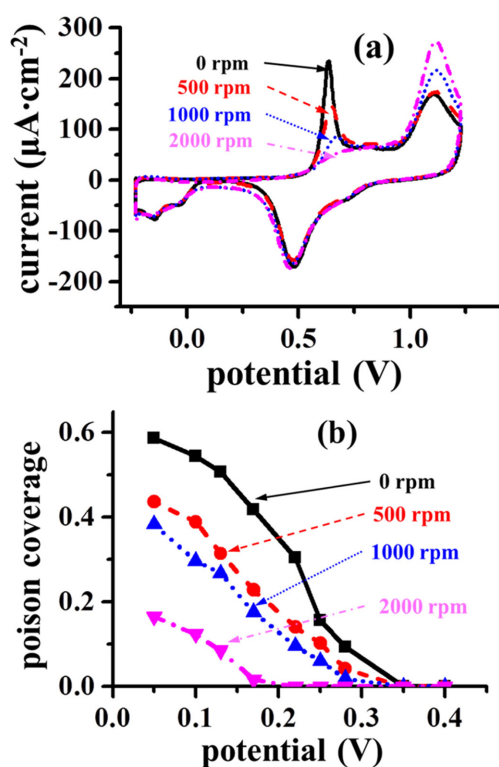 (a)
300
200
100
0
-100
-200
current (μA·cm-2)
0 rpm
500 rpm
1000 rpm
2000 rpm
0.0
0.5
1.0
potential (V)
(b)
0.6
0.4
0.2
0.0
poison coverage
0 rpm
500 rpm
1000 rpm
2000 rpm
0.0
0.1
0.2
0.3
0.4
potential (V)